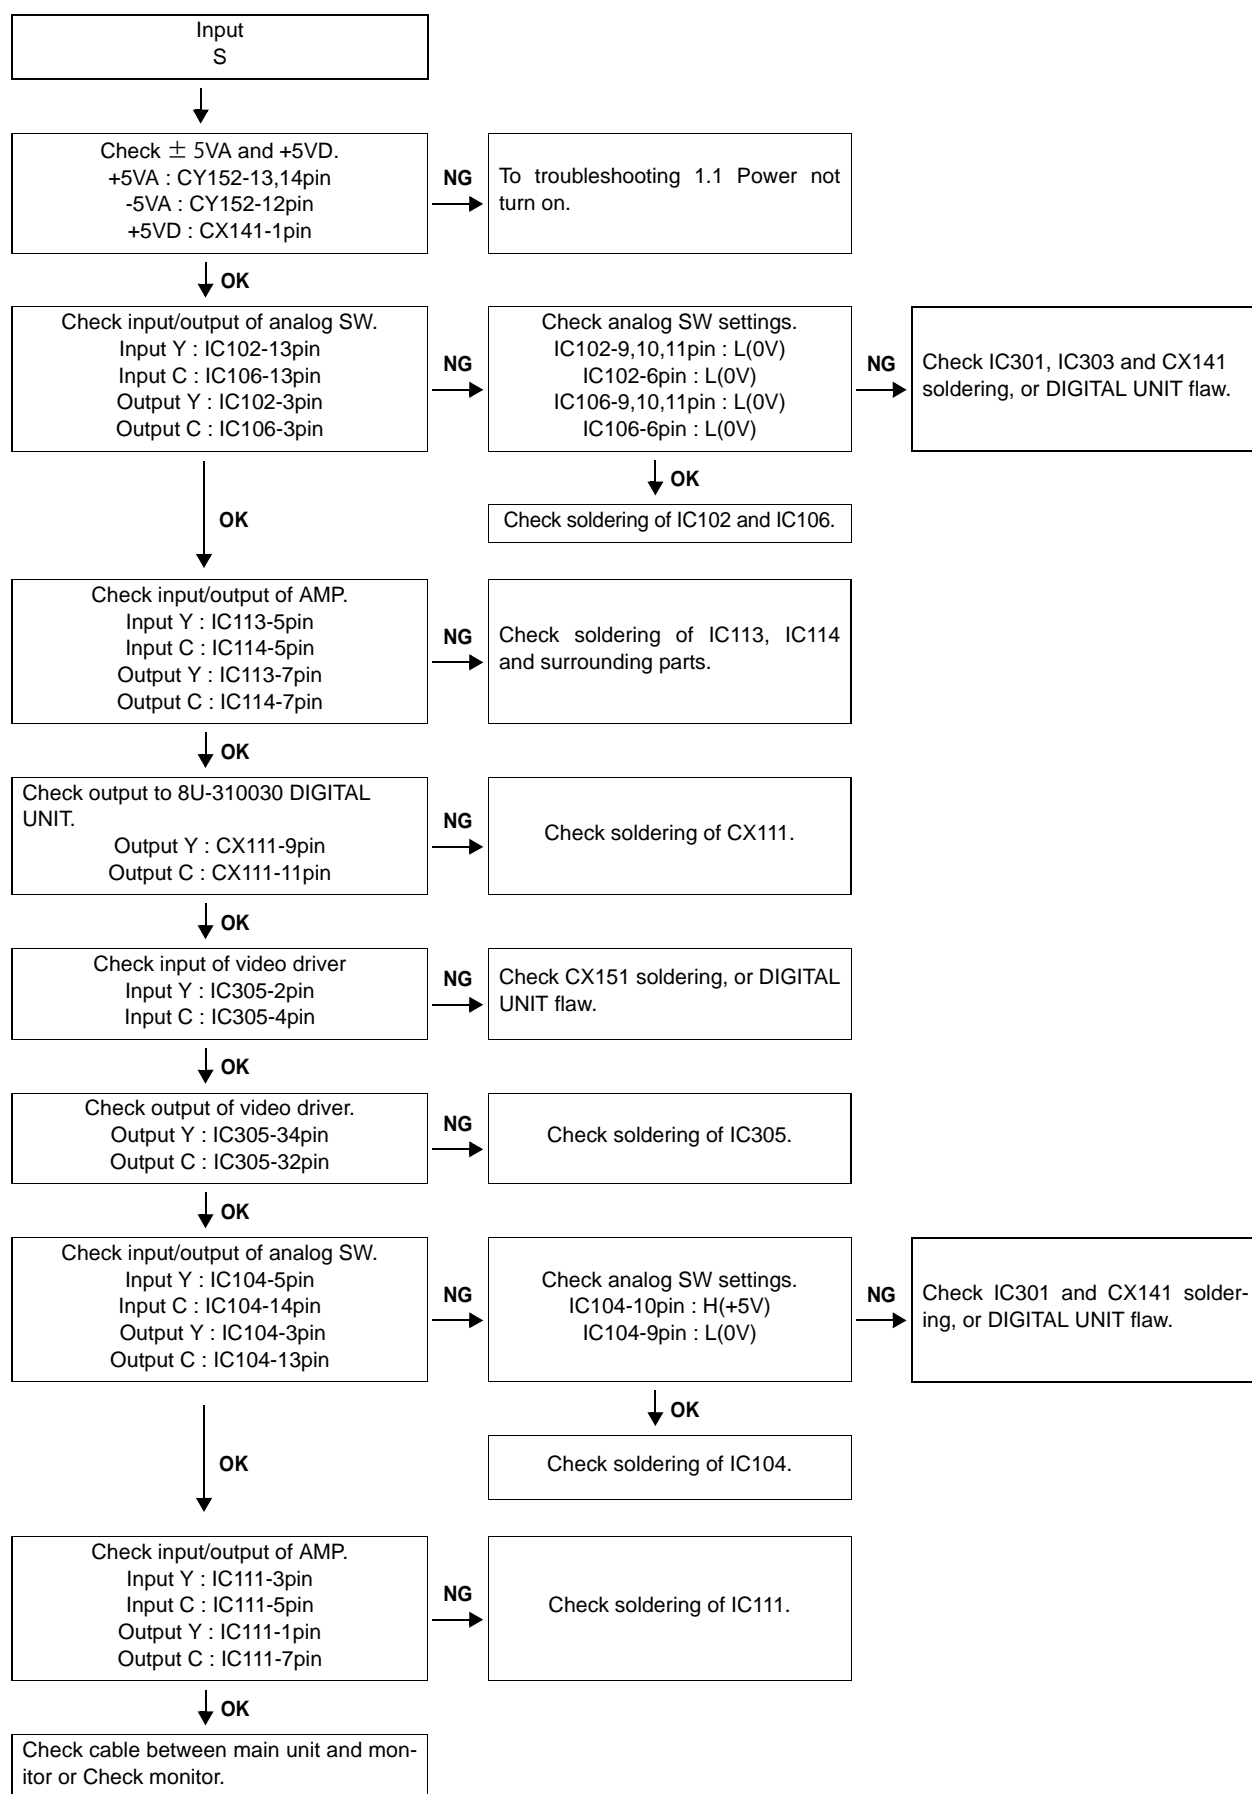 Input
S
Check ± 5VA and +5VD.
+5VA : CY152-13,14pin
-5VA : CY152-12pin
+5VD : CX141-1pin
NG
To troubleshooting 1.1 Power not
turn on.
OK
Check input/output of analog SW.
Input Y : IC102-13pin
Input C : IC106-13pin
Output Y : IC102-3pin
Output C : IC106-3pin
NG
Check analog SW settings.
IC102-9,10,11pin : L(0V)
IC102-6pin : L(0V)
IC106-9,10,11pin : L(0V)
IC106-6pin : L(0V)
NG
Check IC301, IC303 and CX141
soldering, or DIGITAL UNIT flaw.
OK
Check soldering of IC102 and IC106.
OK
Check input/output of AMP.
Input Y : IC113-5pin
Input C : IC114-5pin
Output Y : IC113-7pin
Output C : IC114-7pin
NG
Check soldering of IC113, IC114
and surrounding parts.
OK
Check output to 8U-310030 DIGITAL
UNIT.
Output Y : CX111-9pin
Output C : CX111-11pin
NG
Check soldering of CX111.
OK
Check input of video driver
Input Y : IC305-2pin
Input C : IC305-4pin
NG
Check CX151 soldering, or DIGITAL
UNIT flaw.
OK
Check output of video driver.
Output Y : IC305-34pin
Output C : IC305-32pin
NG
Check soldering of IC305.
OK
Check input/output of analog SW.
Input Y : IC104-5pin
Input C : IC104-14pin
Output Y : IC104-3pin
Output C : IC104-13pin
NG
Check analog SW settings.
IC104-10pin : H(+5V)
IC104-9pin : L(0V)
NG
Check IC301 and CX141 solder-
ing, or DIGITAL UNIT flaw.
OK
Check soldering of IC104.
OK
Check input/output of AMP.
Input Y : IC111-3pin
Input C : IC111-5pin
Output Y : IC111-1pin
Output C : IC111-7pin
NG
Check soldering of IC111.
OK
Check cable between main unit and mon-
itor or Check monitor.